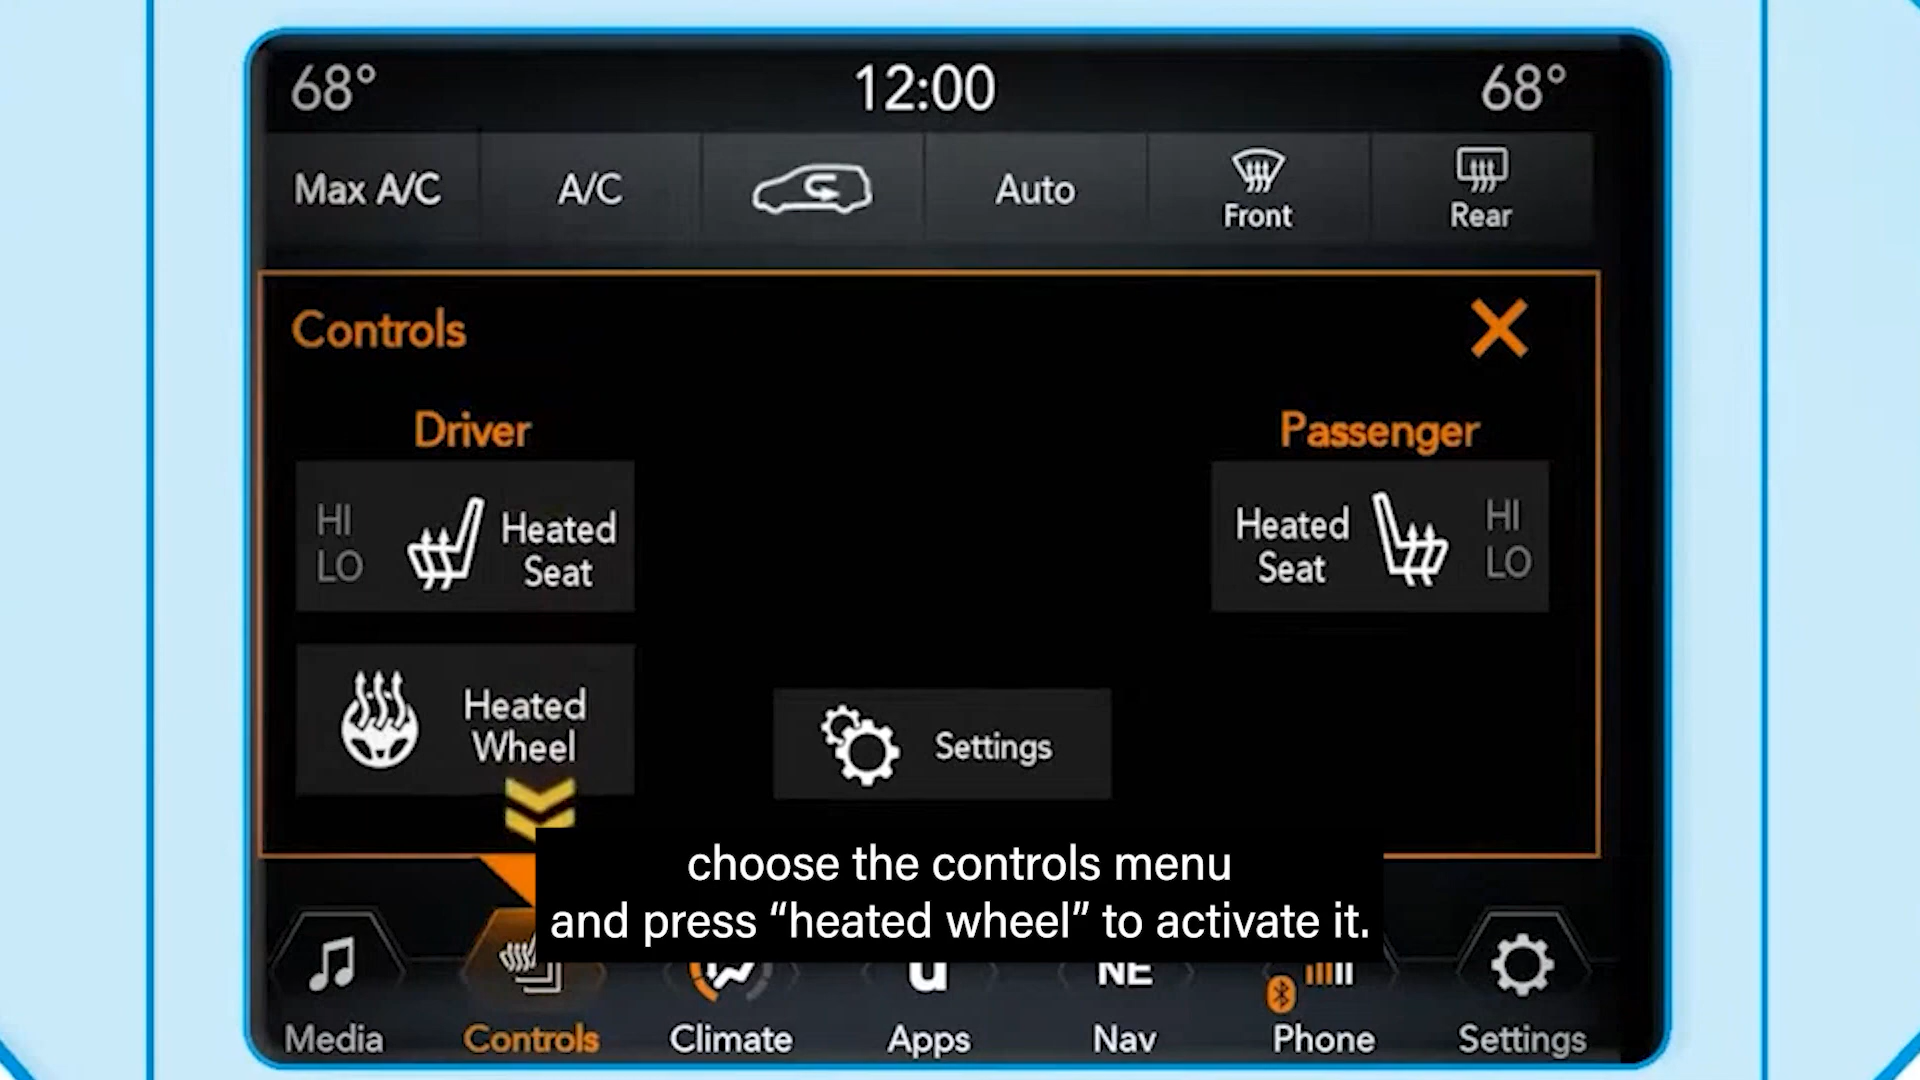 68° 12:00 68°
Max A/C A/C Auto Front Rear
Controls
Driver Passenger
HI
LO
Heated
Seat
Heated
Seat
HI
LO
Heated
Wheel
Settings
choose the controls menu
and press “heated wheel” to activate it.
u NE
Media Controls Climate Apps Nav Phone Settings